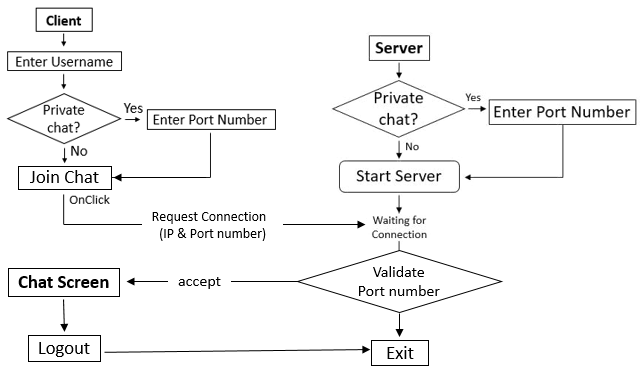 Client
Enter Username
Private
chat?
Yes
Enter Port Number
No
Join Chat
OnClick
Request Connection
(IP & Port number)
Server
Private
chat?
Yes
Enter Port Number
No
Start Server
Waiting for
Connection
Validate
Port number
accept
Chat Screen
Logout
Exit